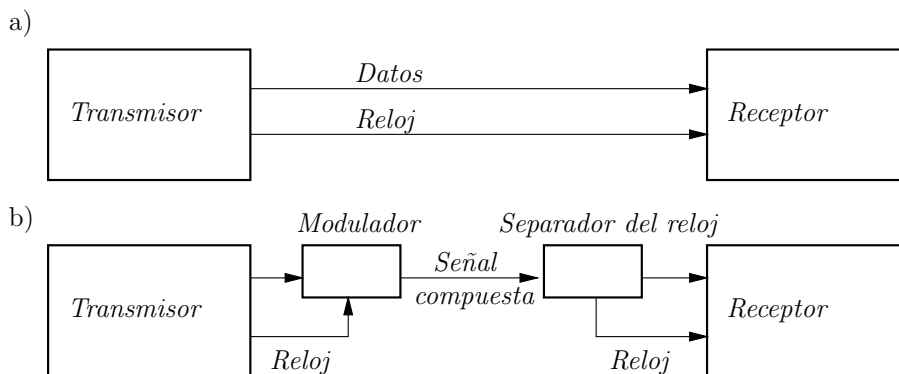 a)
Datos
Transmisor
Receptor
Reloj
b)
Modulador
Separador del reloj
Señal
compuesta
Transmisor
Receptor
Reloj
Reloj